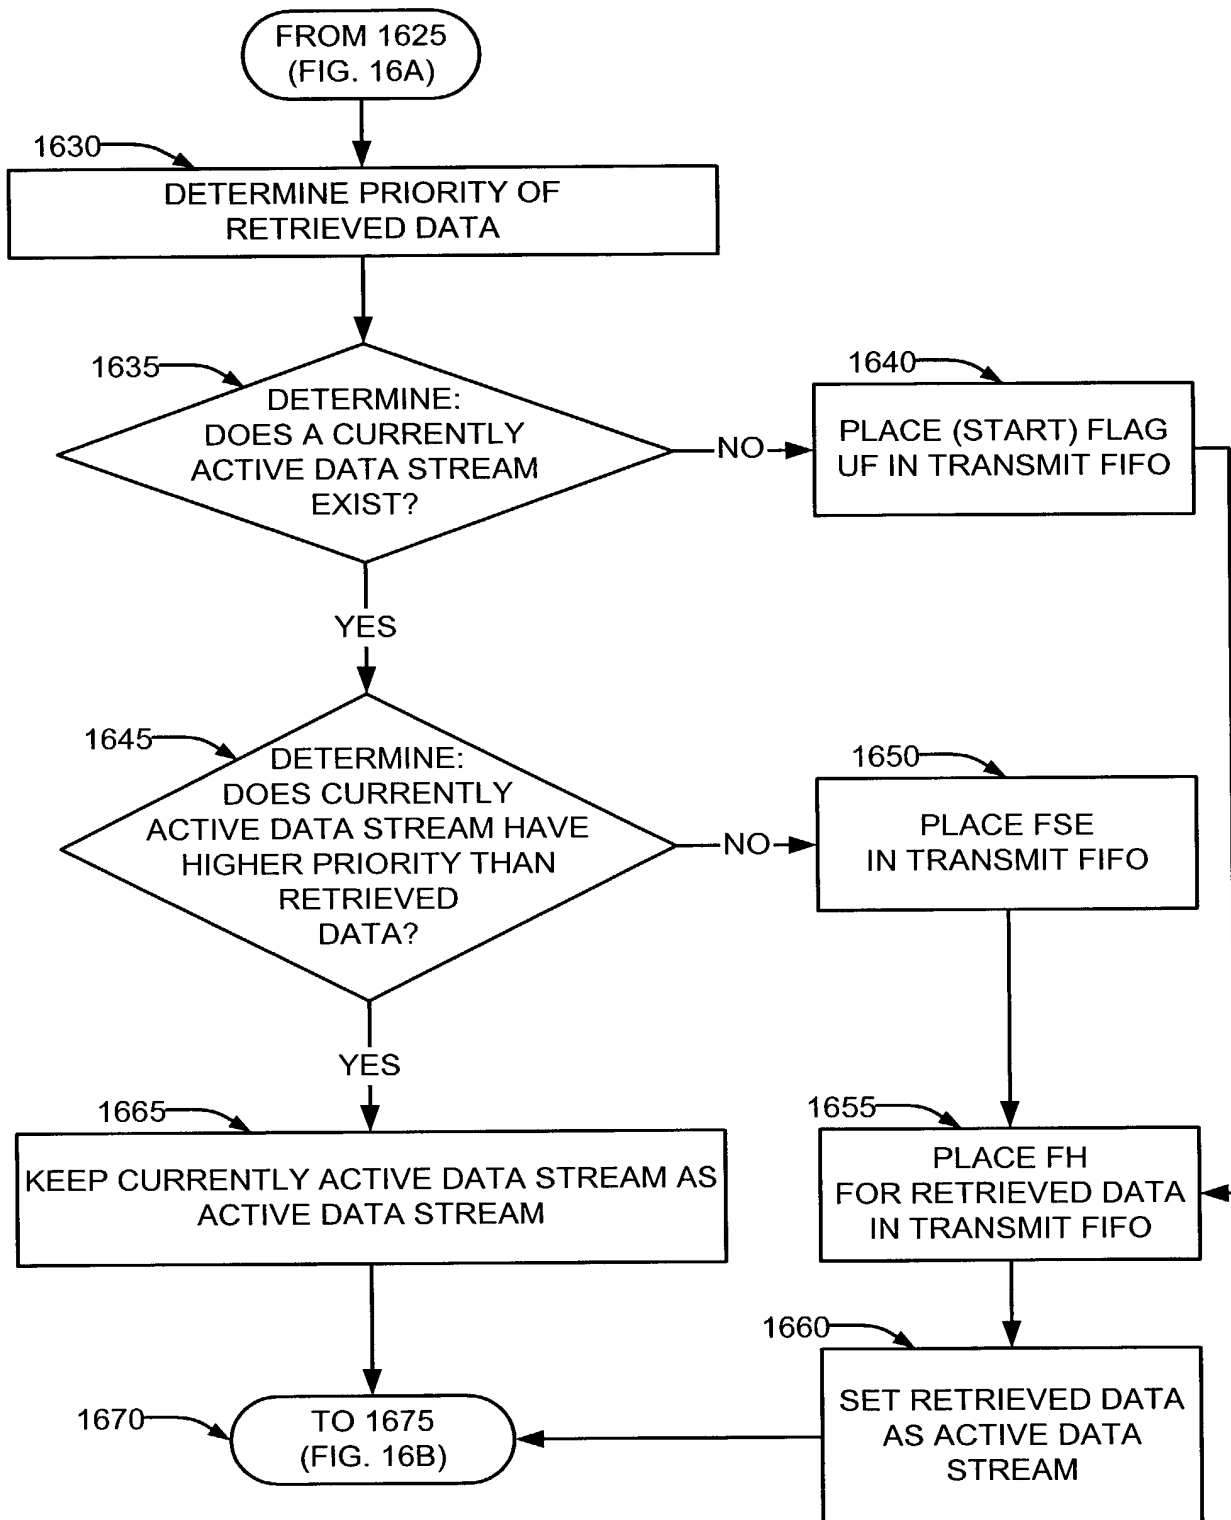 FROM 1625
(FIG. 16A)
1630
DETERMINE PRIORITY OF
RETRIEVED DATA
1635
DETERMINE:
DOES A CURRENTLY
ACTIVE DATA STREAM
EXIST?
NO
1640
PLACE (START) FLAG
UF IN TRANSMIT FIFO
YES
1645
DETERMINE:
DOES CURRENTLY
ACTIVE DATA STREAM HAVE
HIGHER PRIORITY THAN
RETRIEVED
DATA?
NO
1650
PLACE FSE
IN TRANSMIT FIFO
YES
1665
KEEP CURRENTLY ACTIVE DATA STREAM AS
ACTIVE DATA STREAM
1655
PLACE FH
FOR RETRIEVED DATA
IN TRANSMIT FIFO
1660
SET RETRIEVED DATA
AS ACTIVE DATA
STREAM
1670
TO 1675
(FIG. 16B)